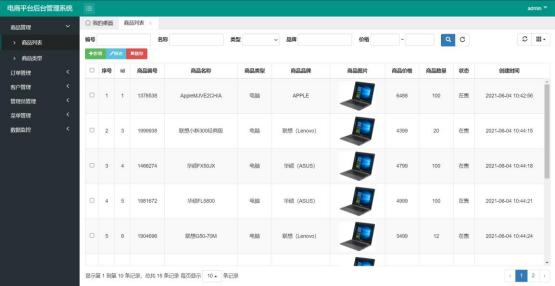 电商平台后台管理系统
admin
商品管理
商品列表
商品类型
订单管理
客户管理
管理员管理
菜单管理
数据监控
我的桌面 商品列表
编号 名称 类型 品牌 价格 -
新增 修改 删除
序号 Id 商品编号 商品名称 商品类型 商品品牌 商品图片 商品价格 商品数量 状态 创建时间
1 1 1378538 AppleMJVE2CH/A 电脑 APPLE 6488 100 在售 2021-06-04 10:42:56
2 3 1999938 联想小新300经典版 电脑 联想（Lenovo） 4399 20 在售 2021-06-04 10:44:15
3 4 1466274 华硕FX50JX 电脑 华硕（ASUS） 4799 100 在售 2021-06-04 10:44:18
4 5 1981672 华硕FL5800 电脑 华硕（ASUS） 4999 100 在售 2021-06-04 10:44:21
5 6 1904696 联想G50-70M 电脑 联想（Lenovo） 3499 12 在售 2021-06-04 10:44:24
显示第 1 到第 10 条记录，总共 15 条记录 每页显示 10 条记录
‹ 1 2 ›